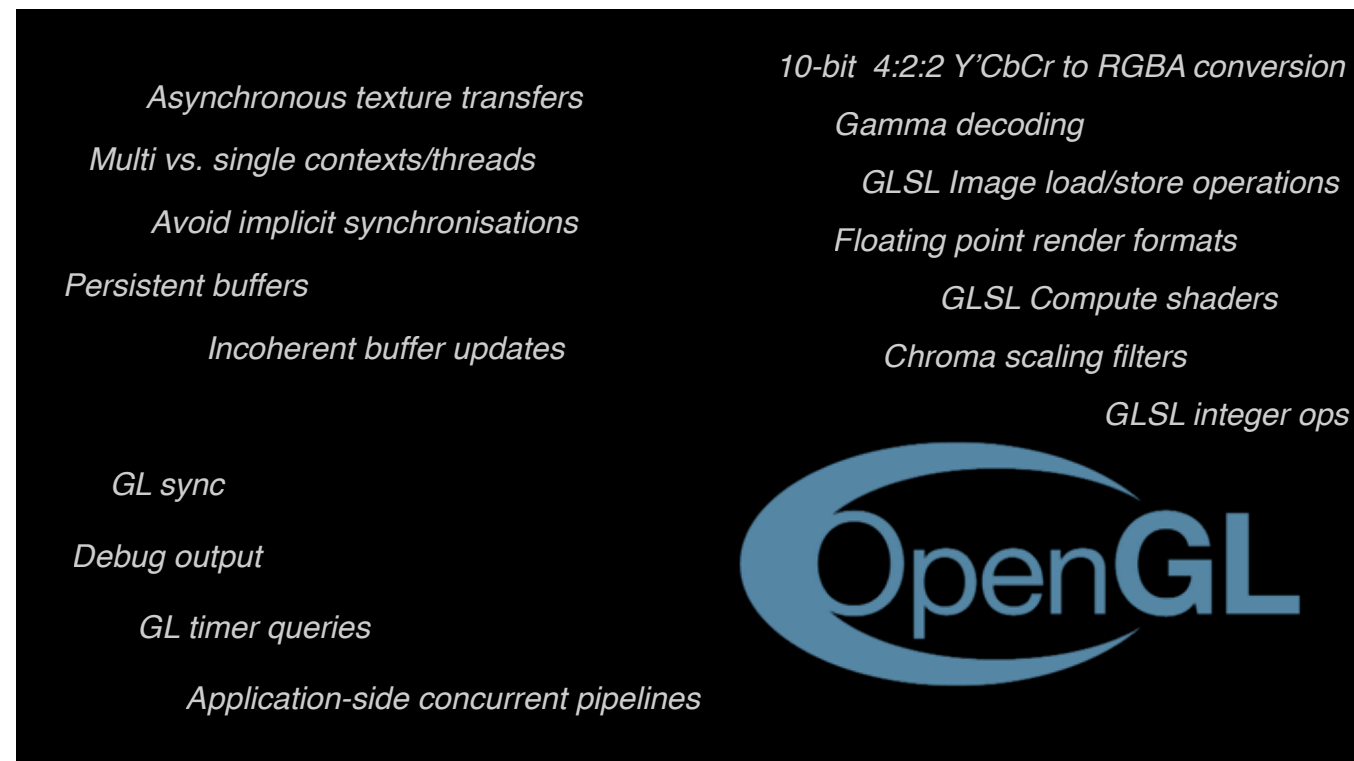 Asynchronous texture transfers
Multi vs. single contexts/threads
Avoid implicit synchronisations
Persistent buffers
Incoherent buffer updates
GL sync
Debug output
GL timer queries
Application-side concurrent pipelines
10-bit  4:2:2 Y’CbCr to RGBA conversion
Gamma decoding
GLSL Image load/store operations
Floating point render formats
GLSL Compute shaders
Chroma scaling filters
GLSL integer ops
OpenGL